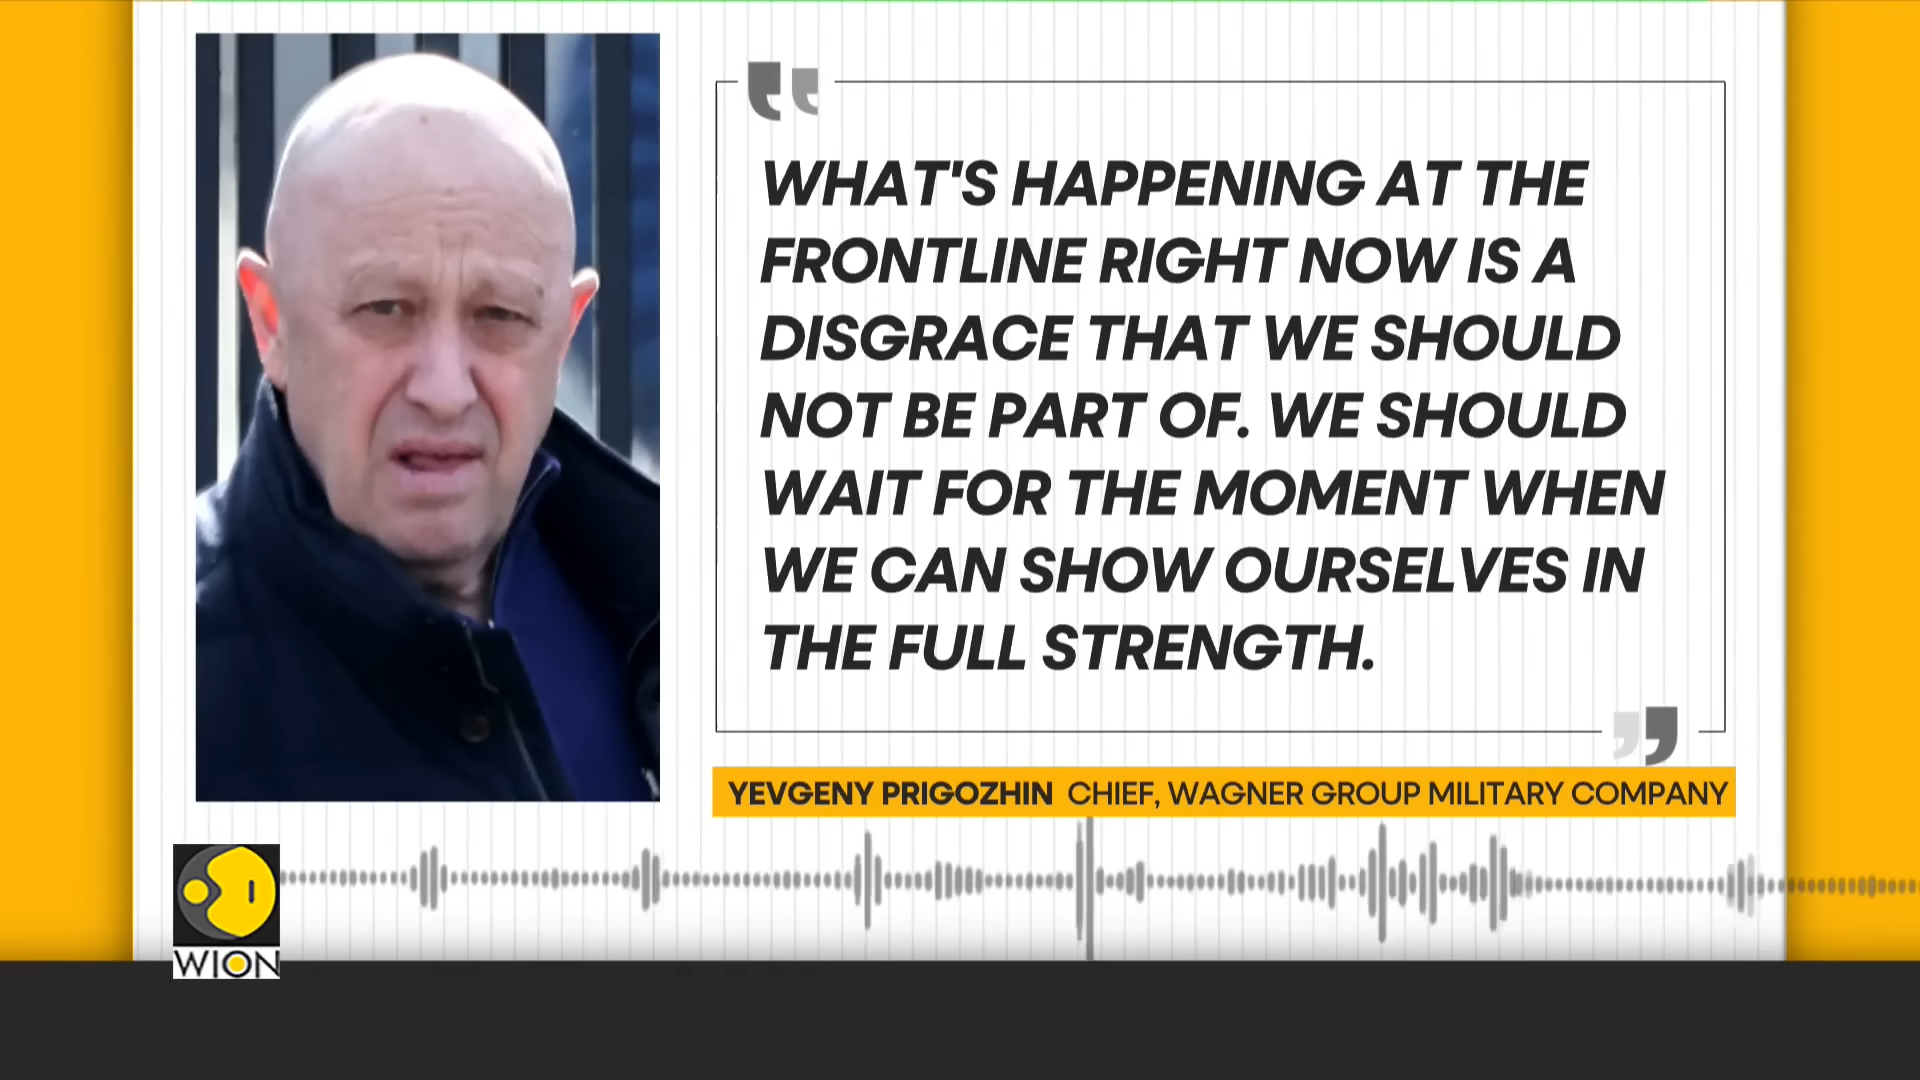 WHAT'S HAPPENING AT THE
FRONTLINE RIGHT NOW IS A
DISGRACE THAT WE SHOULD
NOT BE PART OF. WE SHOULD
WAIT FOR THE MOMENT WHEN
WE CAN SHOW OURSELVES IN
THE FULL STRENGTH.
YEVGENY PRIGOZHIN CHIEF, WAGNER GROUP MILITARY COMPANY
WION